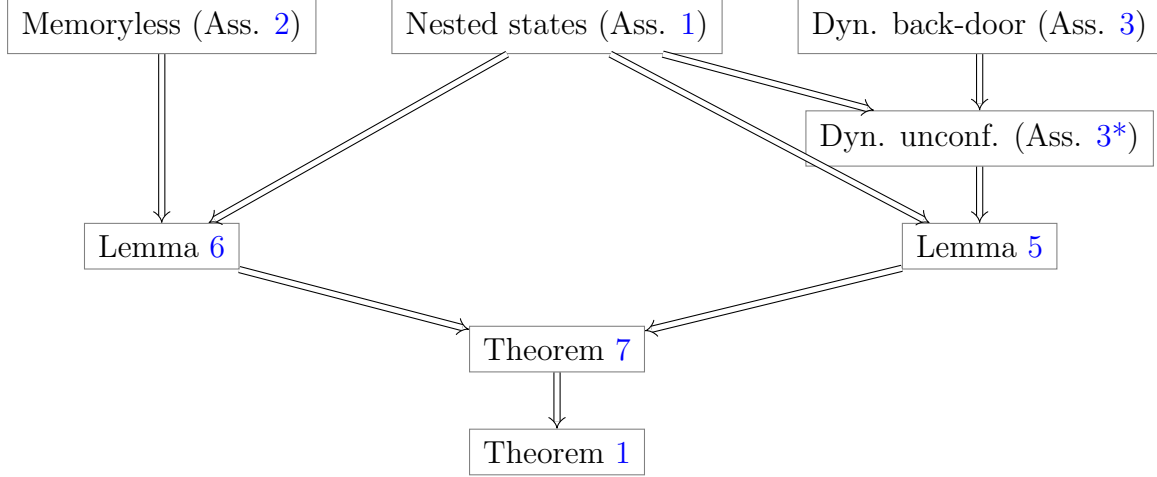 Memoryless (Ass. 2)
Nested states (Ass. 1)
Dyn. back-door (Ass. 3)
Dyn. unconf. (Ass. 3*)
Lemma 6
Lemma 5
Theorem 7
Theorem 1